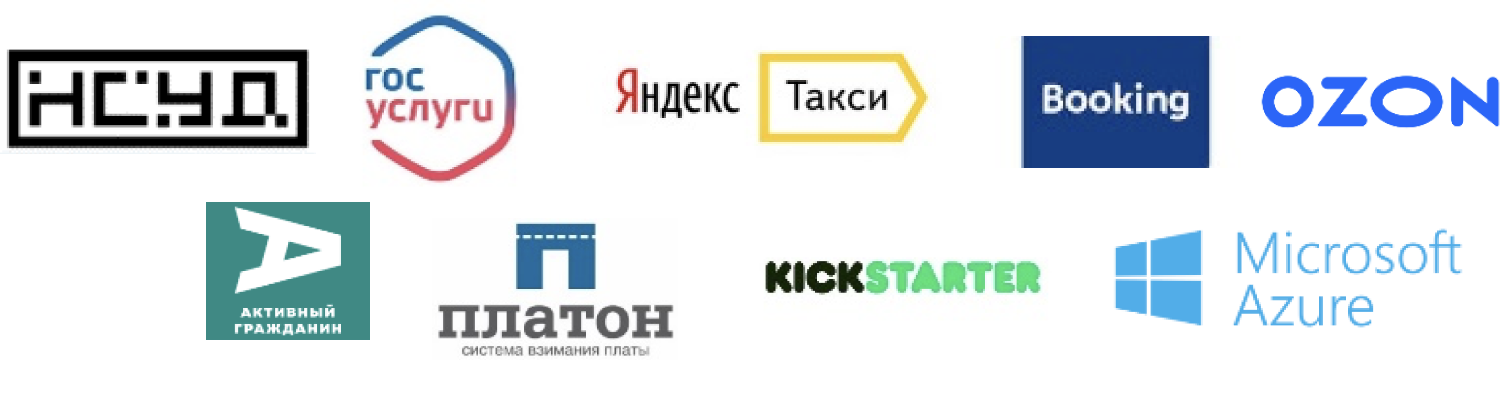 НСУД
гос
услуги
Яндекс Такси
Booking
OZON
АКТИВНЫЙ
ГРАЖДАНИН
платон
система взимания платы
KICKSTARTER
Microsoft
Azure